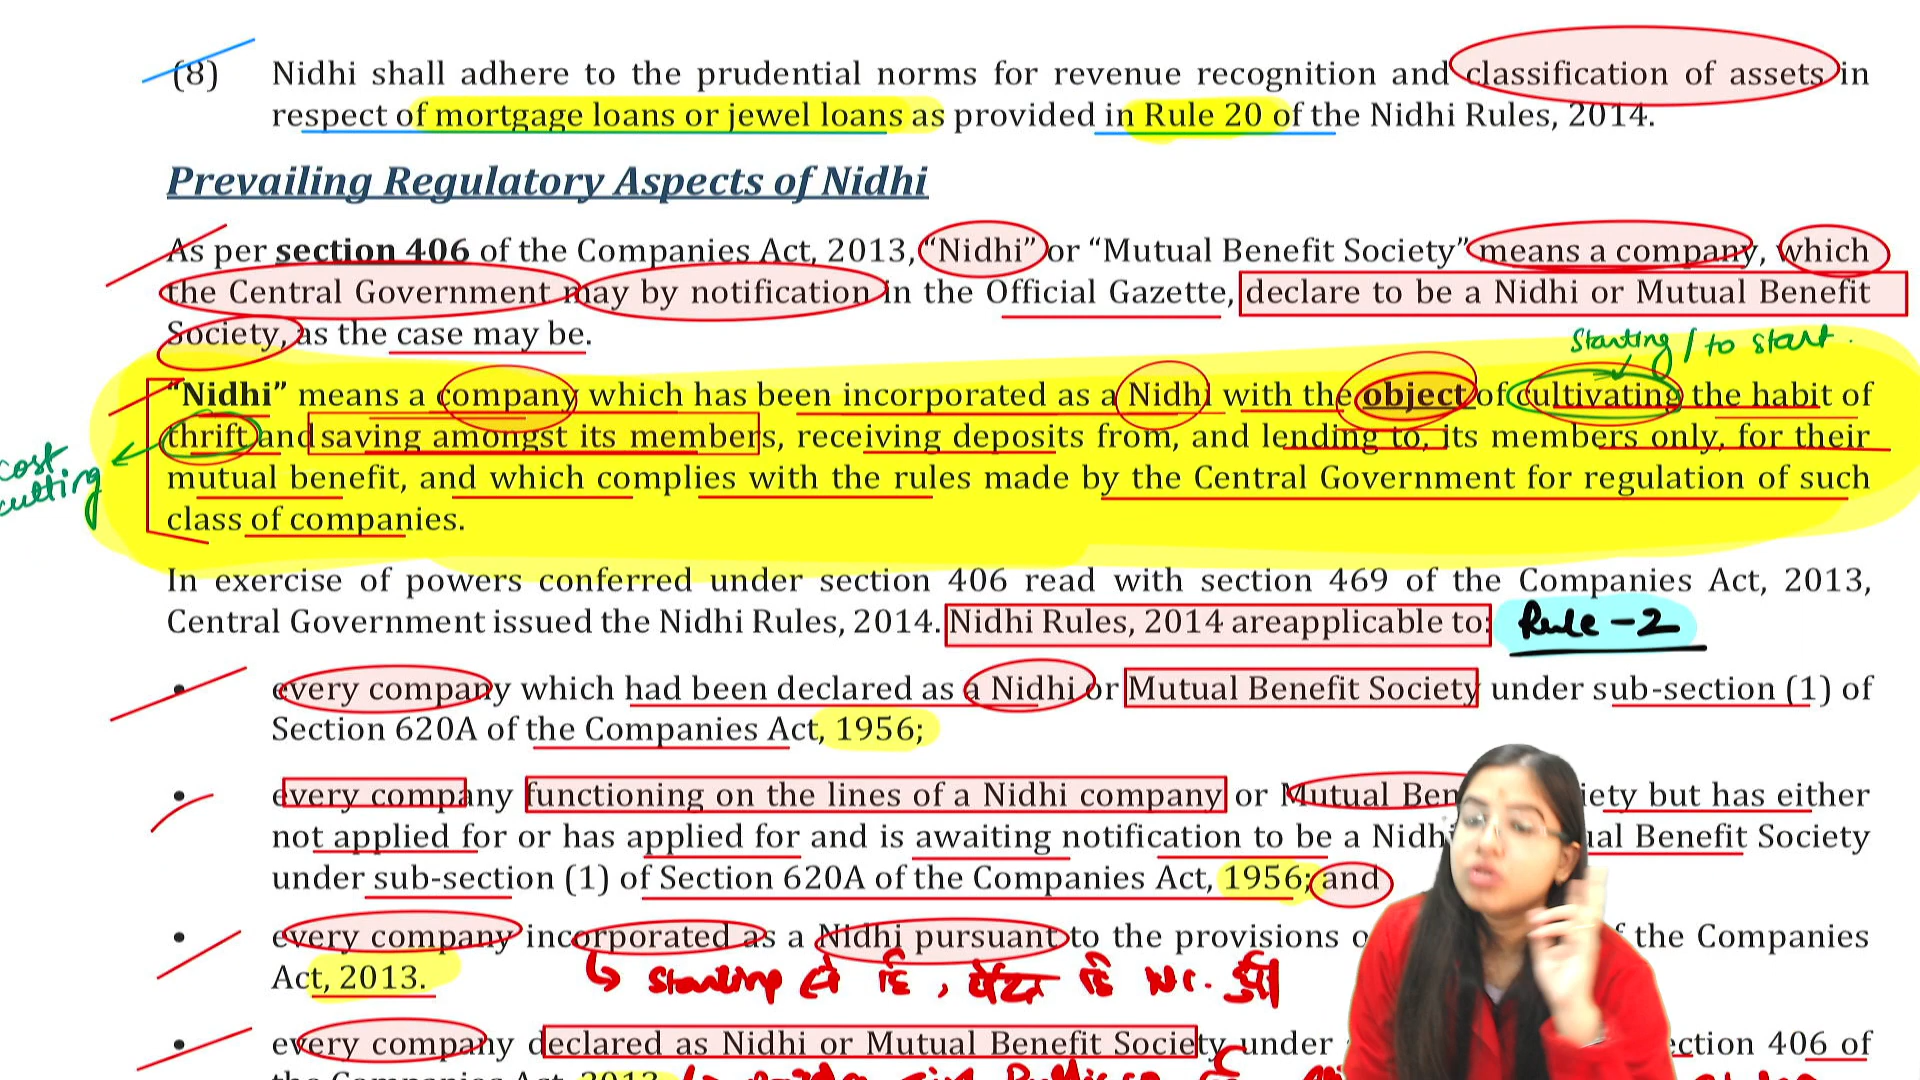 (8) Nidhi shall adhere to the prudential norms for revenue recognition and classification of assets in
respect of mortgage loans or jewel loans as provided in Rule 20 of the Nidhi Rules, 2014.
Prevailing Regulatory Aspects of Nidhi
As per section 406 of the Companies Act, 2013, “Nidhi” or “Mutual Benefit Society” means a company, which
the Central Government may by notification in the Official Gazette, declare to be a Nidhi or Mutual Benefit
Society, as the case may be.
Starting / to start.
“Nidhi” means a company which has been incorporated as a Nidhi with the object of cultivating the habit of
thrift and saving amongst its members, receiving deposits from, and lending to, its members only, for their
cost
cutting
mutual benefit, and which complies with the rules made by the Central Government for regulation of such
class of companies.
In exercise of powers conferred under section 406 read with section 469 of the Companies Act, 2013,
Central Government issued the Nidhi Rules, 2014. Nidhi Rules, 2014 areapplicable to: Rule -2
• every company which had been declared as a Nidhi or Mutual Benefit Society under sub-section (1) of
Section 620A of the Companies Act, 1956;
• every company functioning on the lines of a Nidhi company or Mutual Ben iety but has either
not applied for or has applied for and is awaiting notification to be a Nidhi ual Benefit Society
under sub-section (1) of Section 620A of the Companies Act, 1956; and
• every company incorporated as a Nidhi pursuant to the provisions the Companies
Act, 2013.
Starting से ही
• every company declared as Nidhi or Mutual Benefit Society under ction 406 of